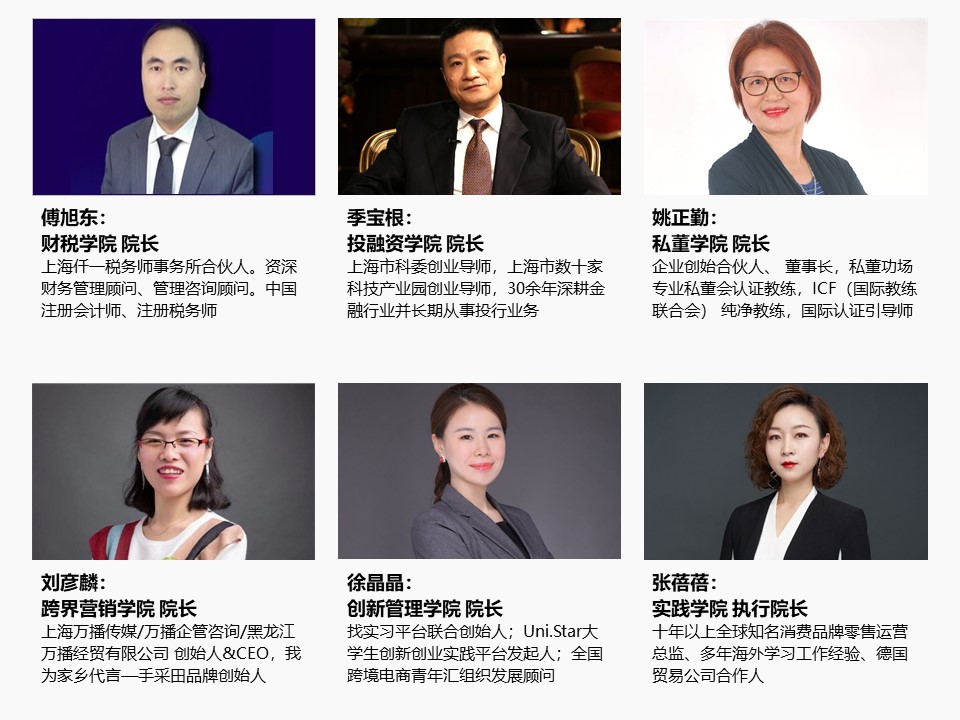 傅旭东：
财税学院 院长
上海仟一税务师事务所合伙人。资深
财务管理顾问、管理咨询顾问。中国
注册会计师、注册税务师
季宝根：
投融资学院 院长
上海市科委创业导师，上海市数十家
科技产业园创业导师，30余年深耕金
融行业并长期从事投行业务
姚正勤：
私董学院 院长
企业创始合伙人、 董事长，私董功场
专业私董会认证教练，ICF（国际教练
联合会） 纯净教练，国际认证引导师
刘彦麟：
跨界营销学院 院长
上海万播传媒/万播企管咨询/黑龙江
万播经贸有限公司 创始人&CEO，我
为家乡代言—手采田品牌创始人
徐晶晶：
创新管理学院 院长
找实习平台联合创始人；Uni.Star大
学生创新创业实践平台发起人；全国
跨境电商青年汇组织发展顾问
张蓓蓓：
实践学院 执行院长
十年以上全球知名消费品牌零售运营
总监、多年海外学习工作经验、德国
贸易公司合作人